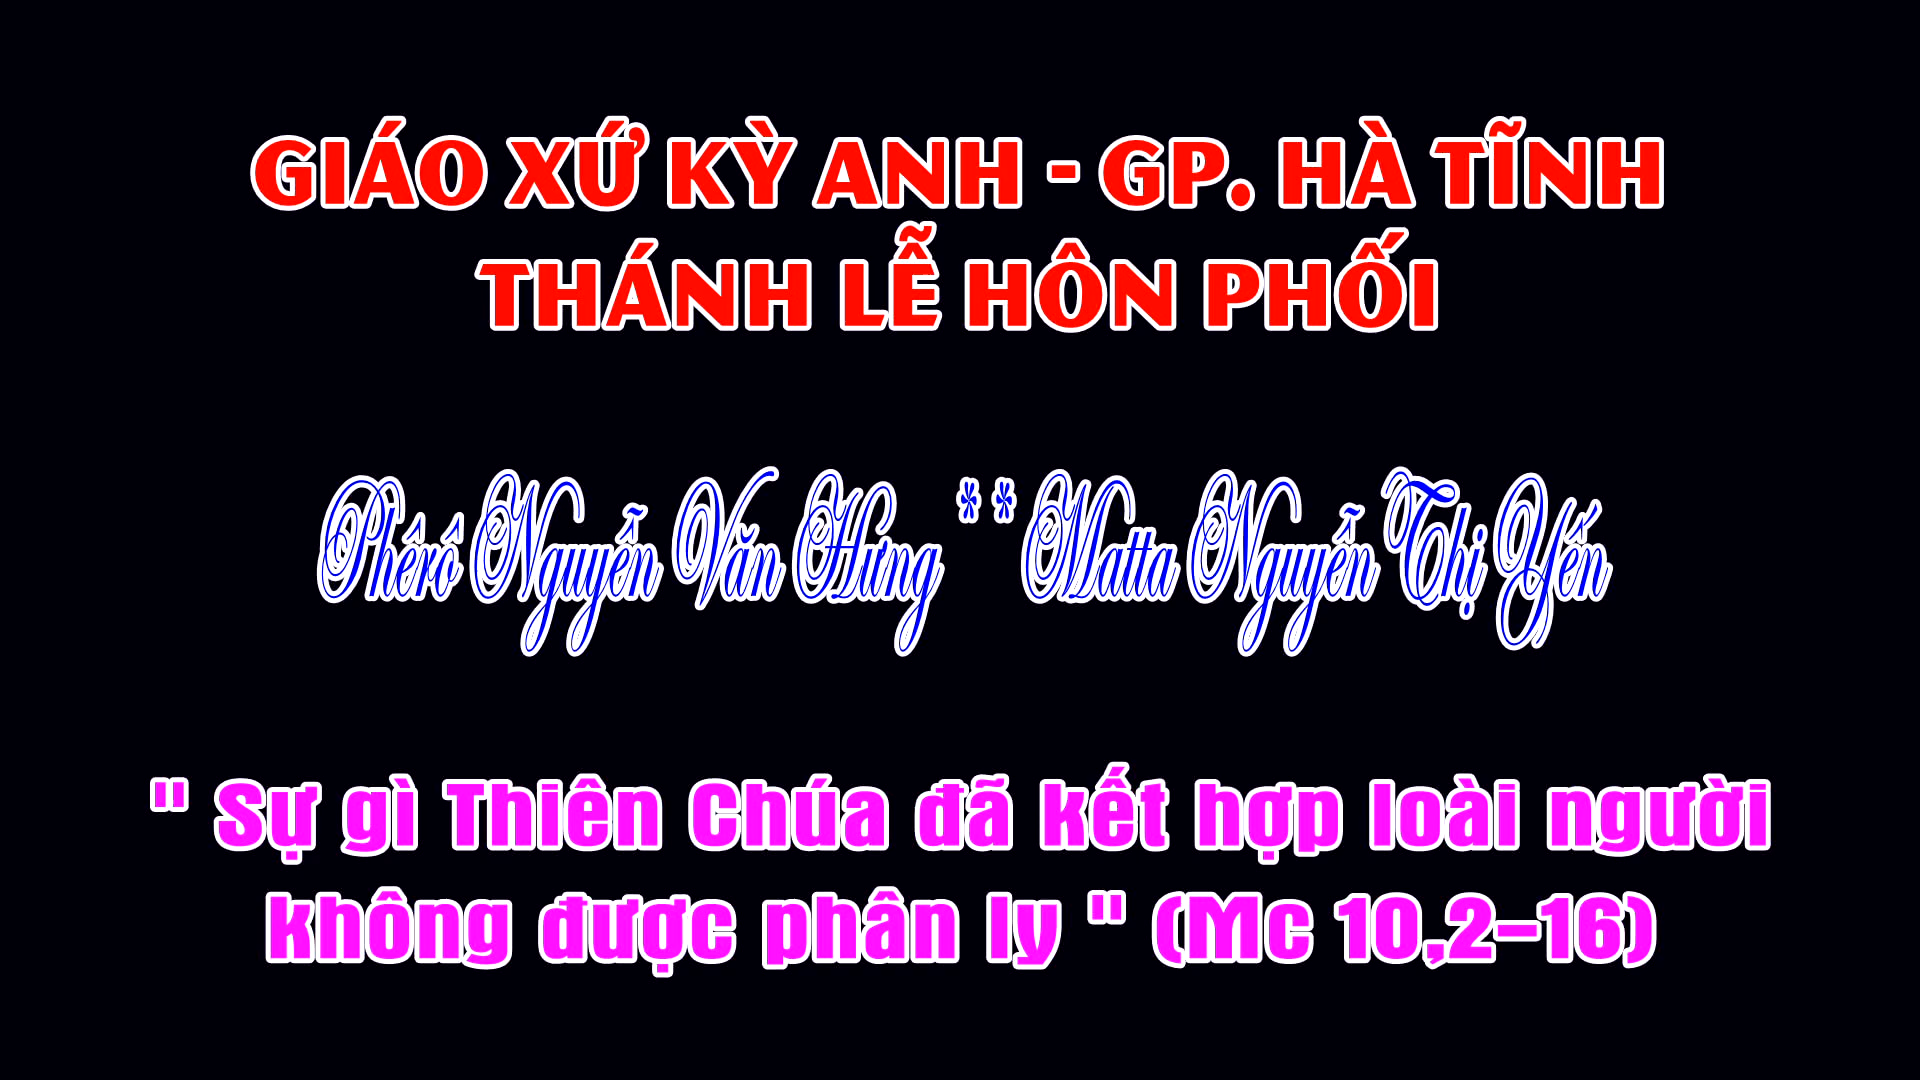 GIÁO XỨ KỲ ANH - GP. HÀ TĨNH
THÁNH LỄ HÔN PHỐI
Phêrô Nguyễn Văn Hưng ** Matta Nguyễn Thị Yến
" Sự gì Thiên Chúa đã kết hợp loài người
không được phân ly " (Mc 10,2-16)